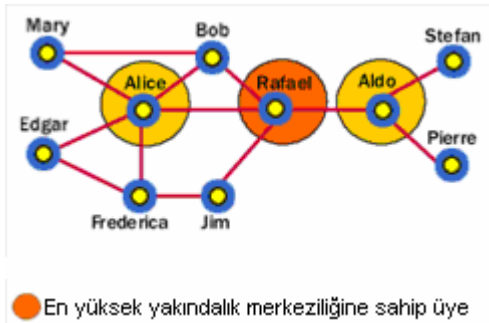 Mary
Bob
Stefan
Alice
Rafael
Aldo
Edgar
Pierre
Frederica
Jim
En yüksek yakındalık merkeziliğine sahip üye